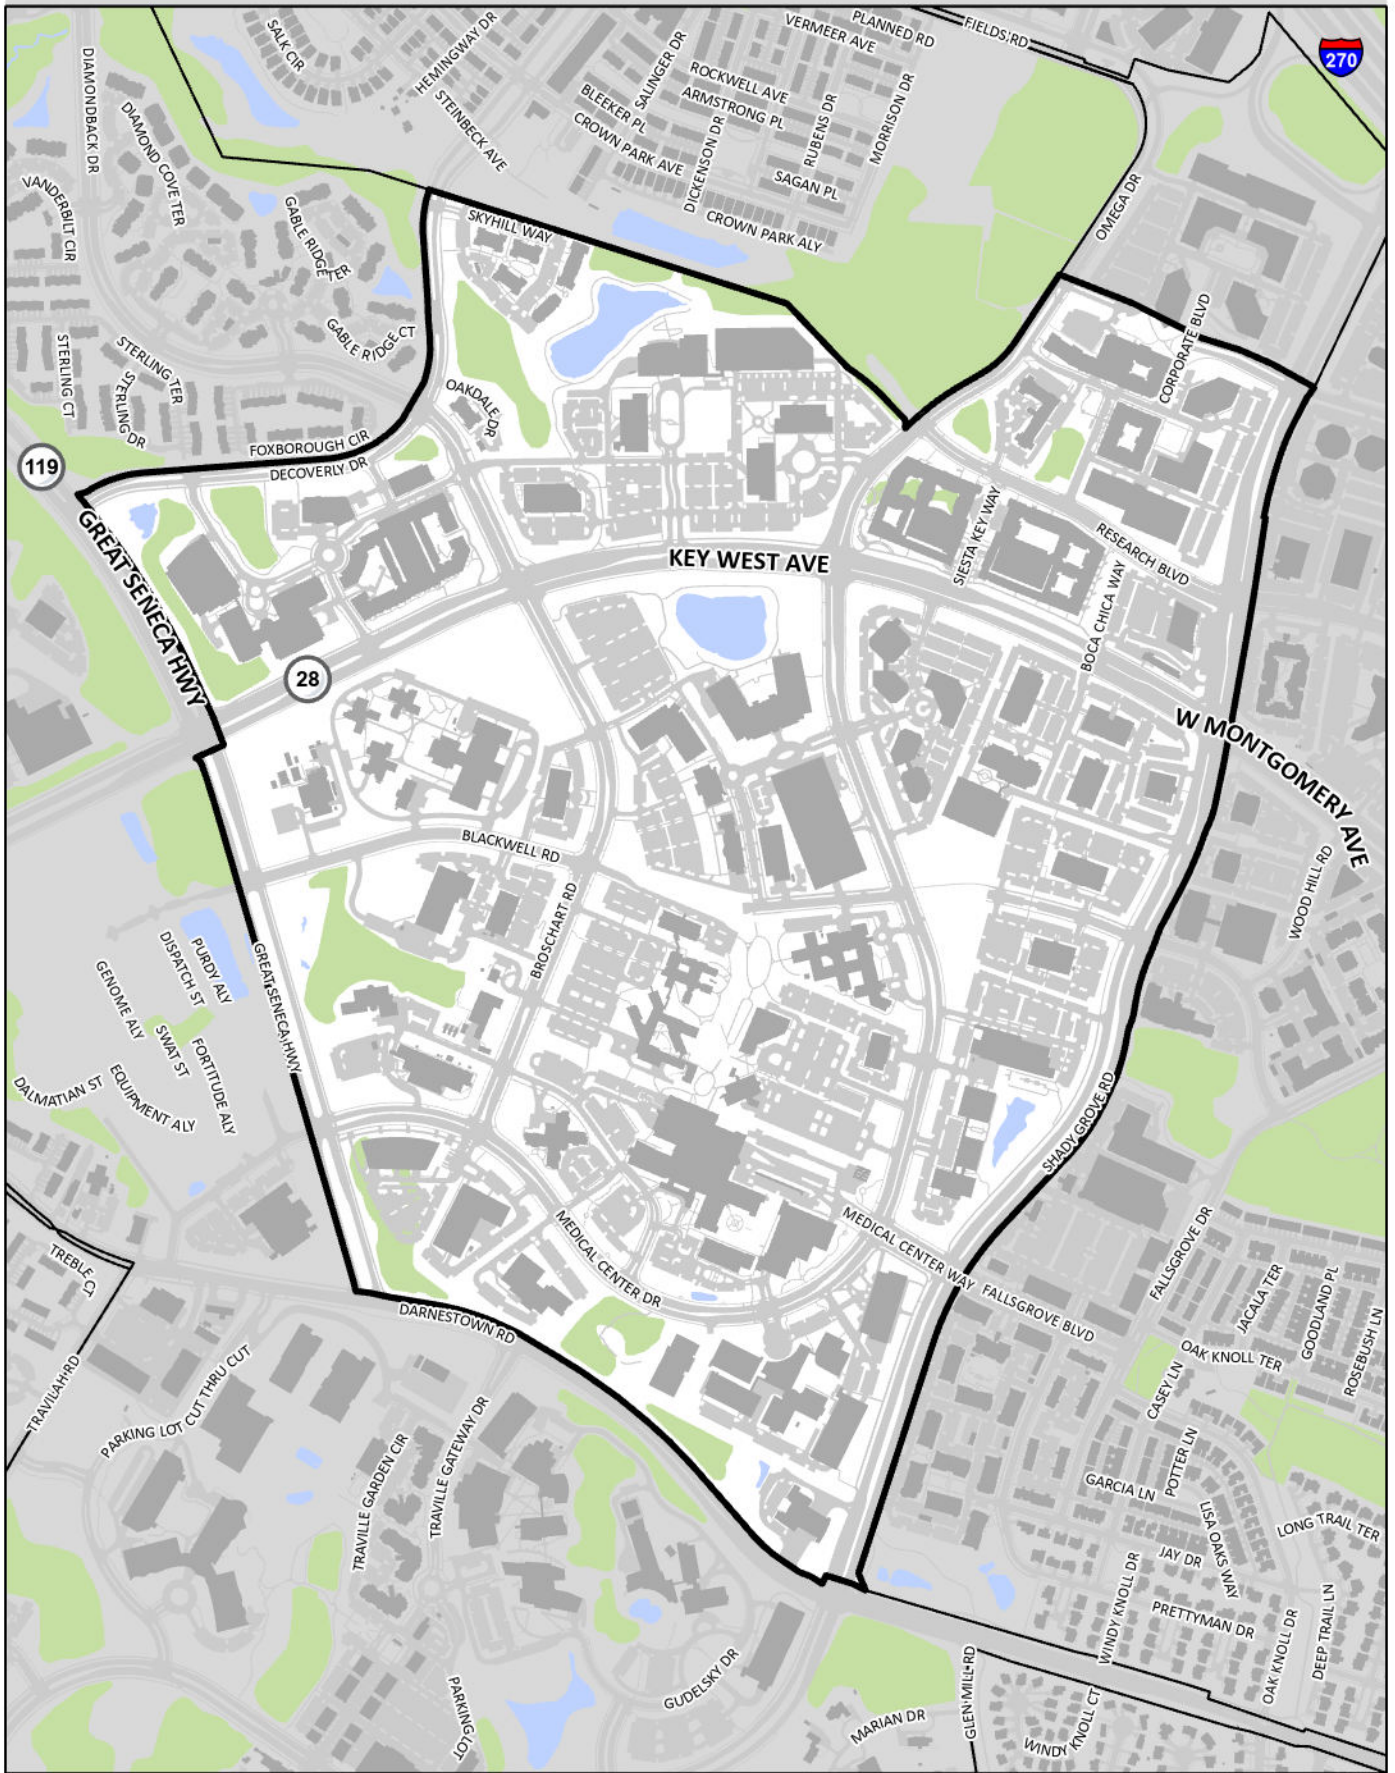 PLANNED RD
FIELDS RD
VERMEER AVE
270
SALK CIR
HEMINGWAY DR
SALINGER DR
DIAMONDBACK DR
ROCKWELL AVE
ARMSTRONG PL
BLEEKER PL
STEINBECK AVE
CROWN PARK AVE
DICKENSON DR
RUBENS DR
MORRISON DR
DIAMOND COVE TER
VANDERBILT CIR
SAGAN PL
OMEGA DR
GABLE RIDGE TER
SKYHILL WAY
CROWN PARK ALY
CORPORATE BLVD
GABLE RIDGE CT
STERLING CT
STERLING TER
STERLING DR
OAKDALE DR
FOXBOROUGH CIR
DECOVERLY DR
119
GREAT SENECA HWY
KEY WEST AVE
SIESTA KEY WAY
RESEARCH BLVD
BOCA CHICA WAY
28
W MONTGOMERY AVE
BLACKWELL RD
WOOD HILL RD
BROSCHART RD
PURDY ALY
DISPATCH ST
GENOME ALY
GREAT SENECA HWY
SWAT ST
FORTITUDE ALY
DALMATIAN ST
EQUIPMENT ALY
SHADY GROVE RD
TREBLE CT
MEDICAL CENTER DR
MEDICAL CENTER WAY
FALLSGROVE BLVD
FALLSGROVE DR
JACALA TER
GOODLAND PL
ROSEBUSH LN
DARNESTOWN RD
OAK KNOLL TER
TRAVILAH RD
PARKING LOT CUT THRU CUT
CASEY LN
POTTER LN
TRAVILLE GARDEN CIR
TRAVILLE GATEWAY DR
GARCIA LN
LISA OAKS WAY
LONG TRAIL TER
JAY DR
WINDY KNOLL DR
PRETTYMAN DR
OAK KNOLL DR
DEEP TRAIL LN
GUDELSKY DR
PARKING LOT
MARIAN DR
GLEN MILL RD
WINDY KNOLL CT